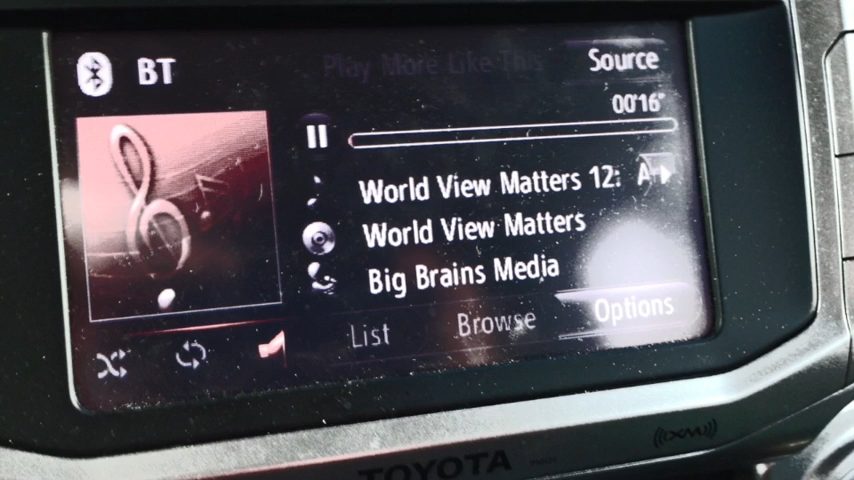 BT
Play More Like This
Source
00'16"
World View Matters 12: A
World View Matters
Big Brains Media
List
Browse
Options
TOYOTA
XM